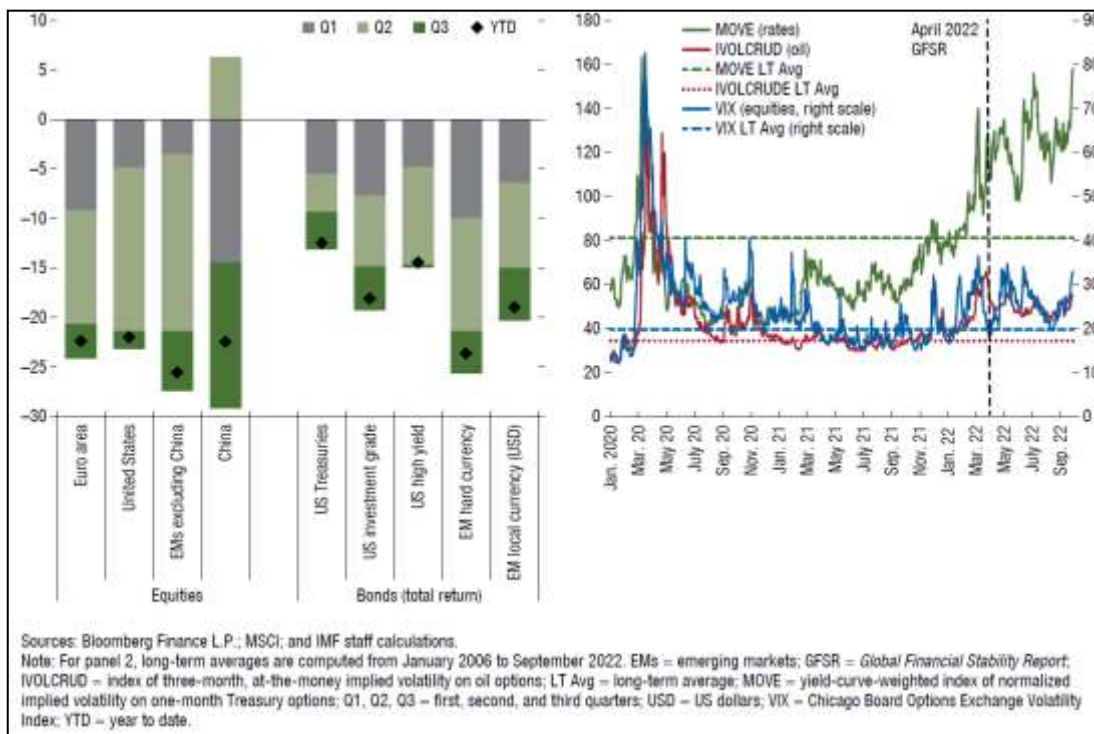 –10
5
0
–5
–10
–15
–20
–25
–30
Q1 Q2 Q3 YTD
Euro area
United States
EMs excluding China
China
US Treasuries
US investment grade
US high yield
EM hard currency
EM local currency (USD)
Equities
Bonds (total return)
180
160
140
120
100
80
60
40
20
0
MOVE (rates)
IVOLCRUD (oil)
MOVE LT Avg
IVOLCRUDE LT Avg
VIX (equities, right scale)
VIX LT Avg (right scale)
April 2022
GFSR
90
80
70
60
50
40
30
20
10
0
Jan. 2020
Mar. 20
May 20
July 20
Sep. 20
Nov. 20
Jan. 21
Mar. 21
May 21
July 21
Sep. 21
Nov. 21
Jan. 22
Mar. 22
May 22
July 22
Sep. 22
Sources: Bloomberg Finance L.P.; MSCI; and IMF staff calculations.
Note: For panel 2, long-term averages are computed from January 2006 to September 2022. EMs = emerging markets; GFSR = Global Financial Stability Report;
IVOLCRUD = index of three-month, at-the-money implied volatility on oil options; LT Avg = long-term average; MOVE = yield-curve-weighted index of normalized
implied volatility on one-month Treasury options; Q1, Q2, Q3 = first, second, and third quarters; USD = US dollars; VIX = Chicago Board Options Exchange Volatility
Index; YTD = year to date.